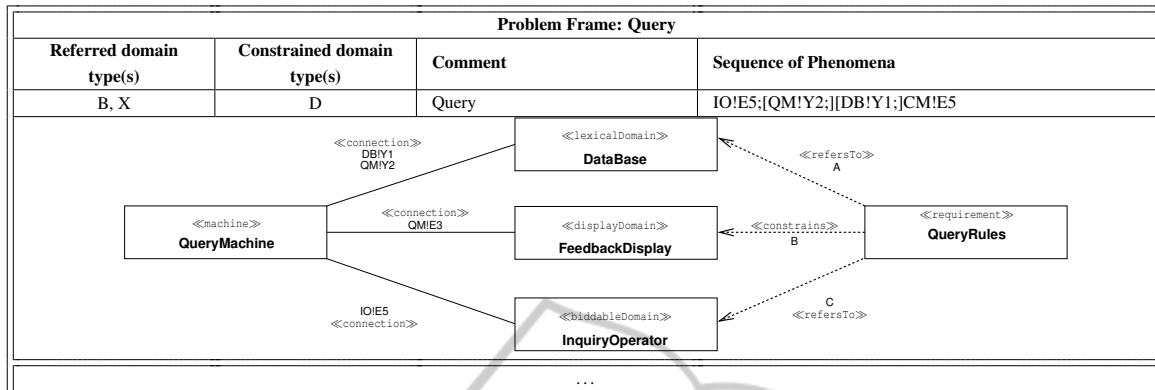 Problem Frame: Query
Referred domain type(s)
Constrained domain type(s)
Comment
Sequence of Phenomena
B, X
D
Query
IO!E5;[QM!Y2;][DB!Y1;]CM!E5
≪connection≫
DB!Y1
QM!Y2
≪lexicalDomain≫
DataBase
≪refersTo≫
A
≪machine≫
QueryMachine
≪connection≫
QM!E3
≪displayDomain≫
FeedbackDisplay
≪constrains≫
B
≪requirement≫
QueryRules
IO!E5
≪connection≫
≪biddableDomain≫
InquiryOperator
C
≪refersTo≫
...